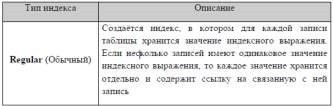 Тип индекса
Описание
Regular (Обычный)
Создаётся индекс, в котором для каждой записи
таблицы хранится значение индексного выражения.
Если несколько записей имеют одинаковое значение
индексного выражения, то каждое значение хранится
отдельно и содержит ссылку на связанную с ней
запись